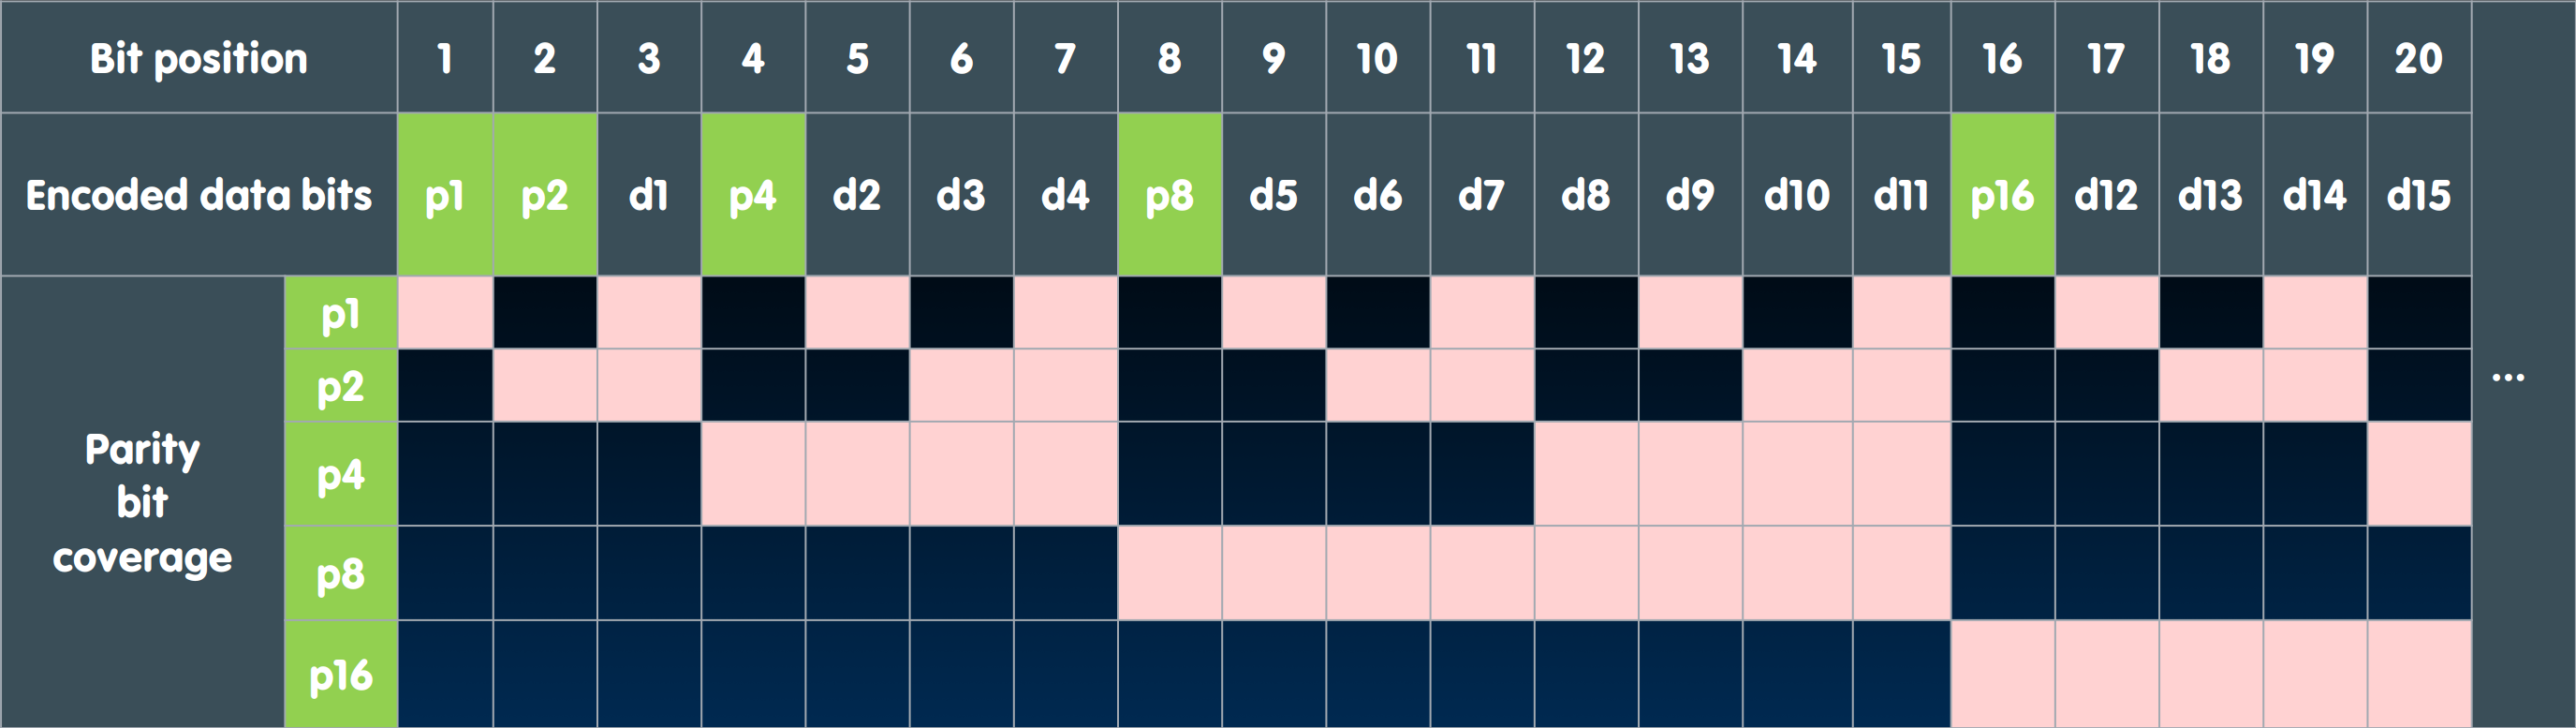 Bit position 1 2 3 4 5 6 7 8 9 10 11 12 13 14 15 16 17 18 19 20
Encoded data bits p1 p2 d1 p4 d2 d3 d4 p8 d5 d6 d7 d8 d9 d10 d11 p16 d12 d13 d14 d15
p1
p2
...
Parity
bit
coverage
p4
p8
p16